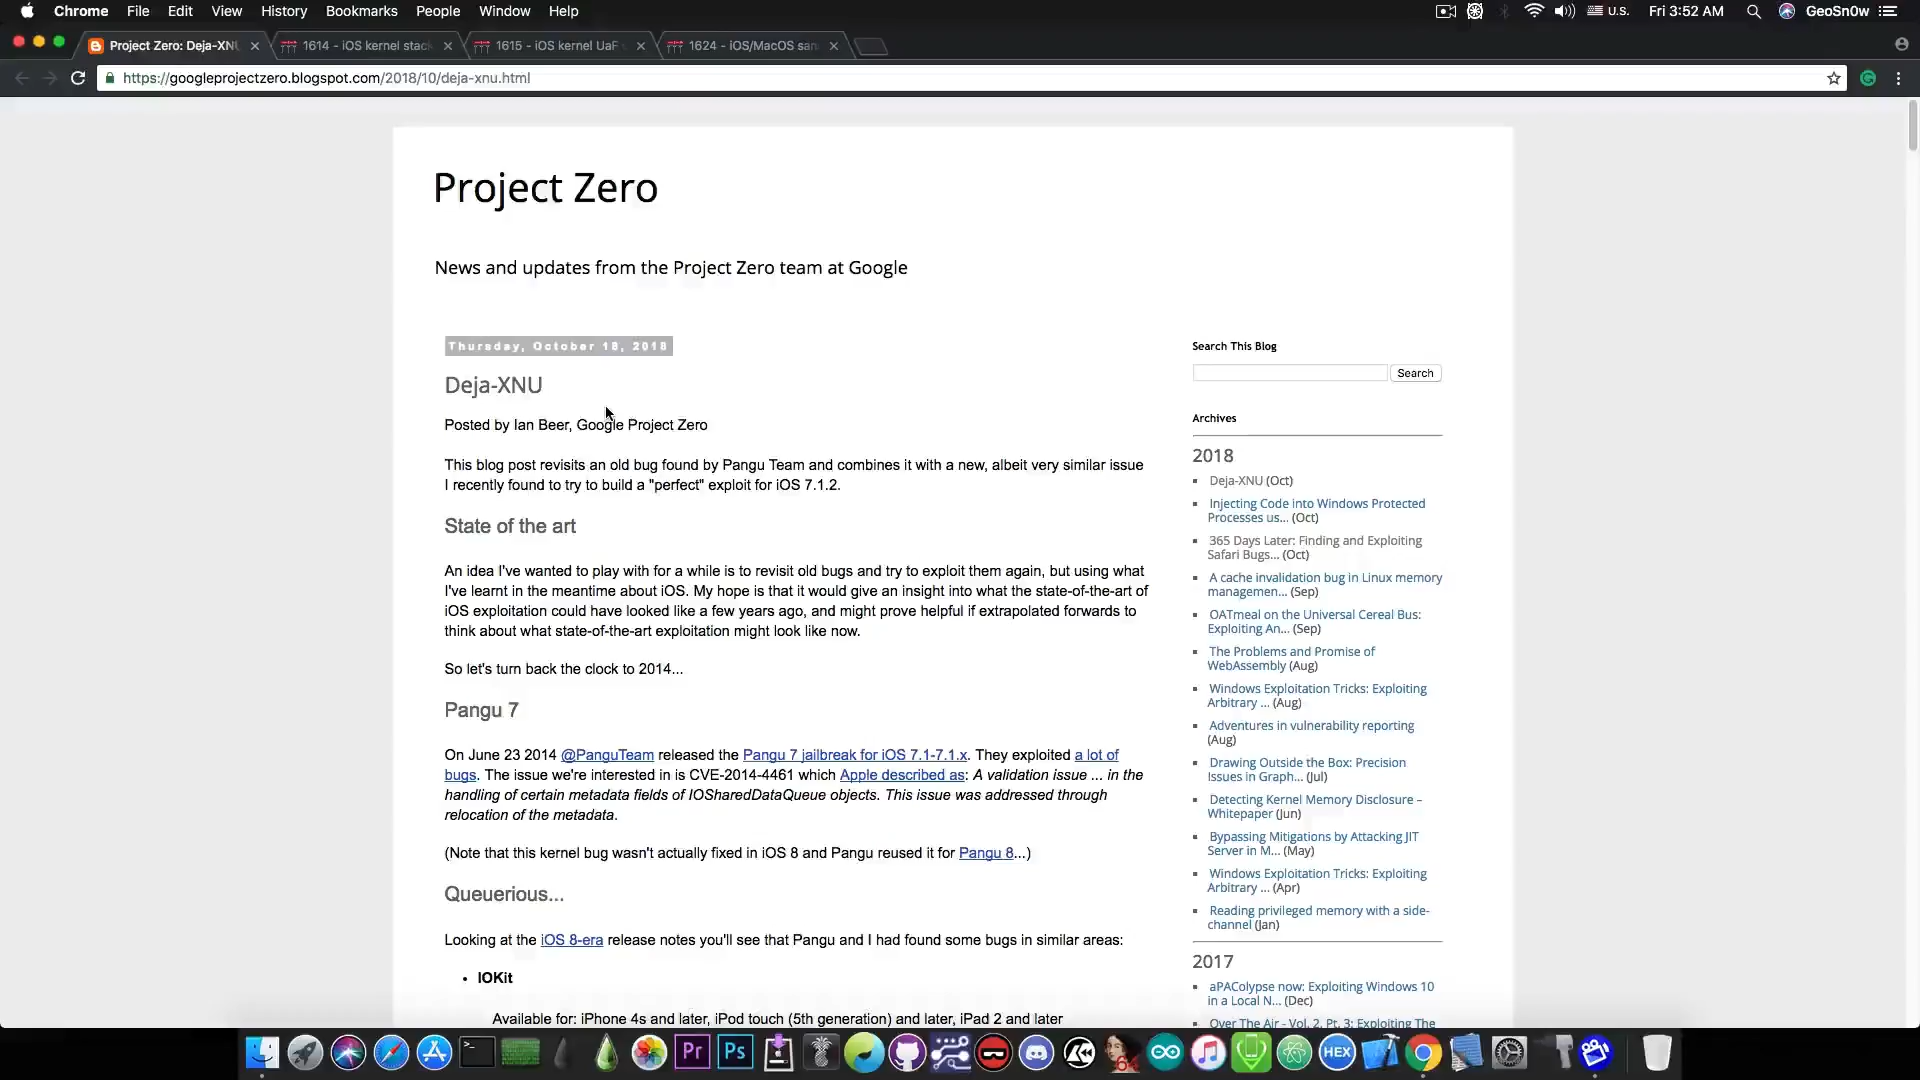 Chrome File Edit View History Bookmarks People Window Help
U.S. Fri 3:52 AM GeoSn0w
Project Zero: Deja-XN
1614 - iOS kernel stac
1615 - iOS kernel UaF
1624 - iOS/MacOS san
https://googleprojectzero.blogspot.com/2018/10/deja-xnu.html
Project Zero
News and updates from the Project Zero team at Google
Thursday, October 18, 2018
Deja-XNU
Posted by Ian Beer, Google Project Zero
This blog post revisits an old bug found by Pangu Team and combines it with a new, albeit very similar issue
I recently found to try to build a "perfect" exploit for iOS 7.1.2.
State of the art
An idea I've wanted to play with for a while is to revisit old bugs and try to exploit them again, but using what
I've learnt in the meantime about iOS. My hope is that it would give an insight into what the state-of-the-art of
iOS exploitation could have looked like a few years ago, and might prove helpful if extrapolated forwards to
think about what state-of-the-art exploitation might look like now.
So let's turn back the clock to 2014...
Pangu 7
On June 23 2014 @PanguTeam released the Pangu 7 jailbreak for iOS 7.1-7.1.x. They exploited a lot of
bugs. The issue we're interested in is CVE-2014-4461 which Apple described as: A validation issue ... in the
handling of certain metadata fields of IOSharedDataQueue objects. This issue was addressed through
relocation of the metadata.
(Note that this kernel bug wasn't actually fixed in iOS 8 and Pangu reused it for Pangu 8...)
Queuerious...
Looking at the iOS 8-era release notes you'll see that Pangu and I had found some bugs in similar areas:
• IOKit
Available for: iPhone 4s and later, iPod touch (5th generation) and later, iPad 2 and later
Search This Blog
Search
Archives
2018
Deja-XNU (Oct)
Injecting Code into Windows Protected
Processes us... (Oct)
365 Days Later: Finding and Exploiting
Safari Bugs... (Oct)
A cache invalidation bug in Linux memory
managemen... (Sep)
OATmeal on the Universal Cereal Bus:
Exploiting An... (Sep)
The Problems and Promise of
WebAssembly (Aug)
Windows Exploitation Tricks: Exploiting
Arbitrary ... (Aug)
Adventures in vulnerability reporting
(Aug)
Drawing Outside the Box: Precision
Issues in Graph... (Jul)
Detecting Kernel Memory Disclosure –
Whitepaper (Jun)
Bypassing Mitigations by Attacking JIT
Server in M... (May)
Windows Exploitation Tricks: Exploiting
Arbitrary ... (Apr)
Reading privileged memory with a side-
channel (Jan)
2017
aPAColypse now: Exploiting Windows 10
in a Local N... (Dec)
Over The Air - Vol. 2, Pt. 3: Exploiting The
Pr
Ps
64
HEX